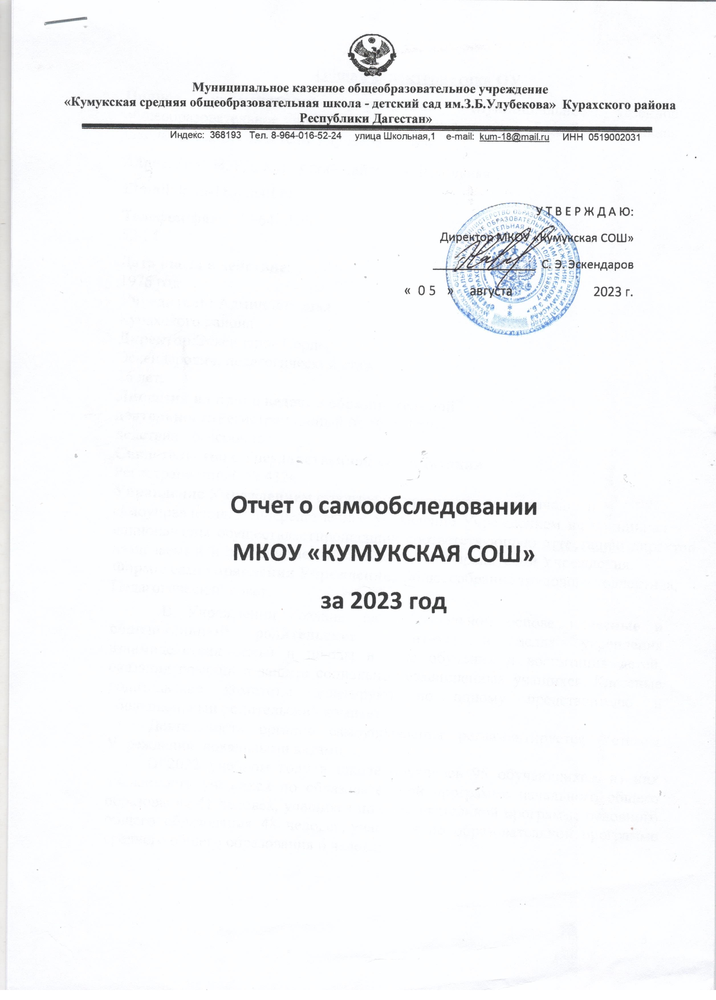 Муниципальное казенное общеобразовательное учреждение
«Кумукская средняя общеобразовательная школа - детский сад им.З.Б.Улубекова» Курахского района
Республики Дагестан»
Индекс: 368193 Тел. 8-964-016-52-24 улица Школьная,1 e-mail: kum-18@mail.ru ИНН 0519002031
У Т В Е Р Ж Д А Ю:
Директор МКОУ «Кумукская СОШ»
С. Э. Эскендаров
« 0 5 » августа 2023 г.
Отчет о самообследовании
МКОУ «КУМУКСКАЯ СОШ»
за 2023 год